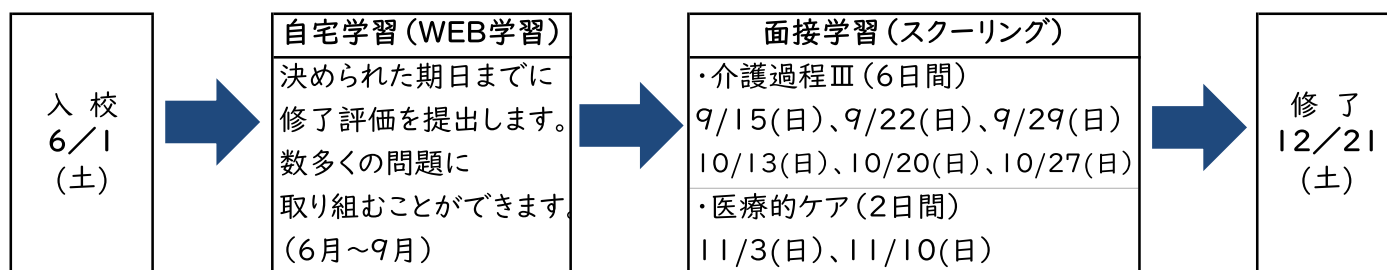 入 校
6／1
(土)
自宅学習(WEB学習)
決められた期日までに
修了評価を提出します。
数多くの問題に
取り組むことができます。
(6月～9月)
面接学習(スクーリング)
・介護過程Ⅲ(6日間)
9/15(日)、9/22(日)、9/29(日)
10/13(日)、10/20(日)、10/27(日)
・医療的ケア(2日間)
11/3(日)、11/10(日)
修 了
12／21
(土)